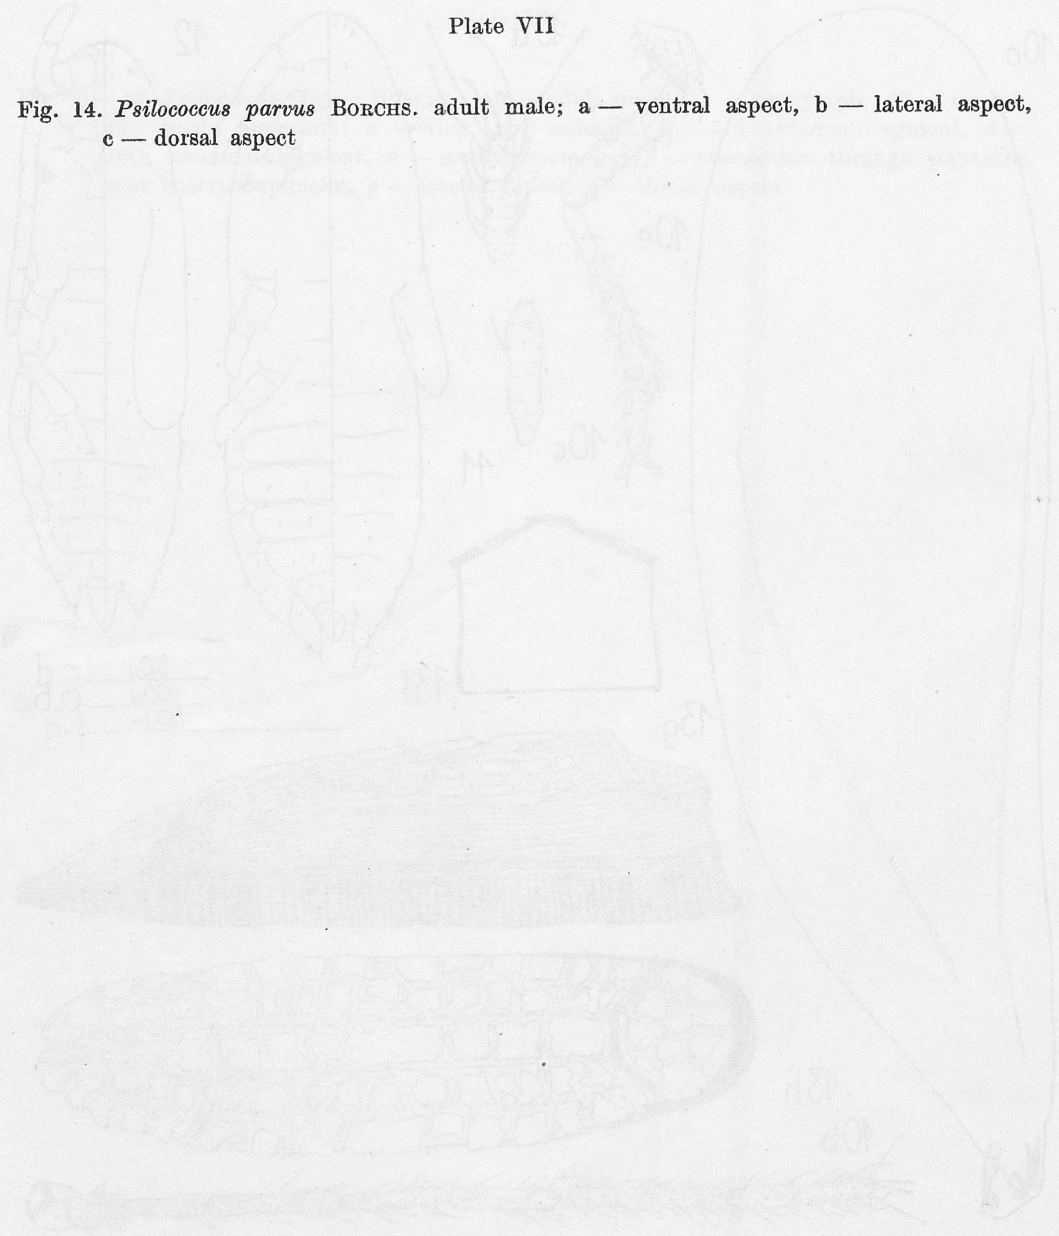 Plate VII
Fig. 14. Psilococcus parvus BORCHS. adult male; a — ventral aspect, b — lateral aspect,
c — dorsal aspect